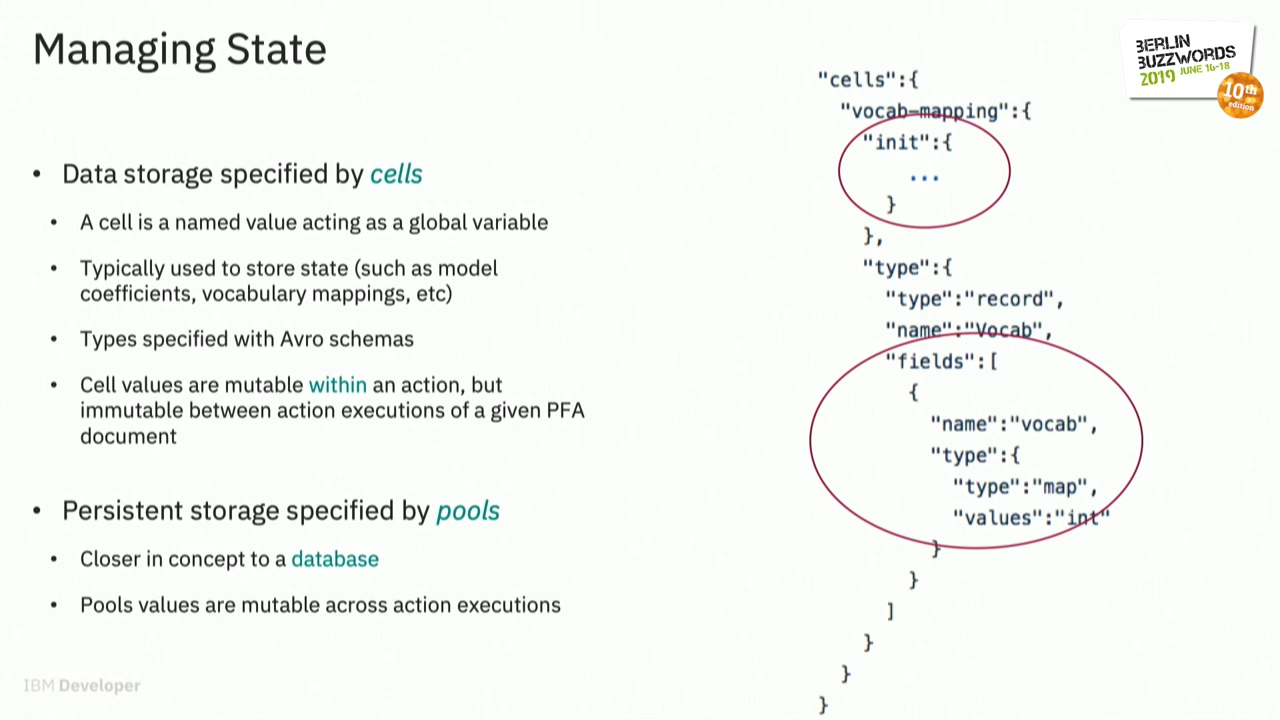 Managing State
• Data storage specified by cells
• A cell is a named value acting as a global variable
• Typically used to store state (such as model
coefficients, vocabulary mappings, etc)
• Types specified with Avro schemas
• Cell values are mutable within an action, but
immutable between action executions of a given PFA
document
• Persistent storage specified by pools
• Closer in concept to a database
• Pools values are mutable across action executions
"cells":{
"vocab-mapping":{
"init":{
...
}
},
"type":{
"type":"record",
"name":"Vocab",
"fields":[
{
"name":"vocab",
"type":{
"type":"map",
"values":"int"
}
}
]
}
}
}
BERLIN
BUZZWORDS
2019 JUNE 16-18
10th
edition
IBM Developer